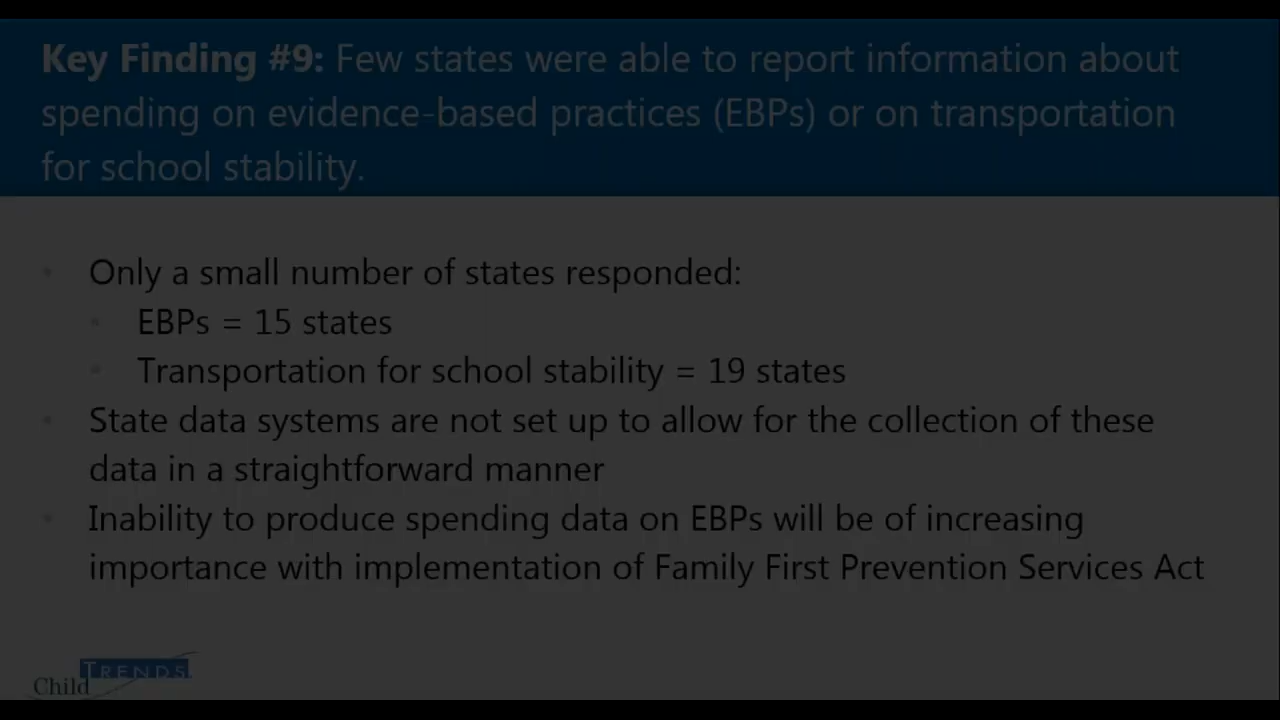 Key Finding #9: Few states were able to report information about
spending on evidence-based practices (EBPs) or on transportation
for school stability.
• Only a small number of states responded:
• EBPs = 15 states
• Transportation for school stability = 19 states
• State data systems are not set up to allow for the collection of these
data in a straightforward manner
• Inability to produce spending data on EBPs will be of increasing
importance with implementation of Family First Prevention Services Act
TRENDS
Child